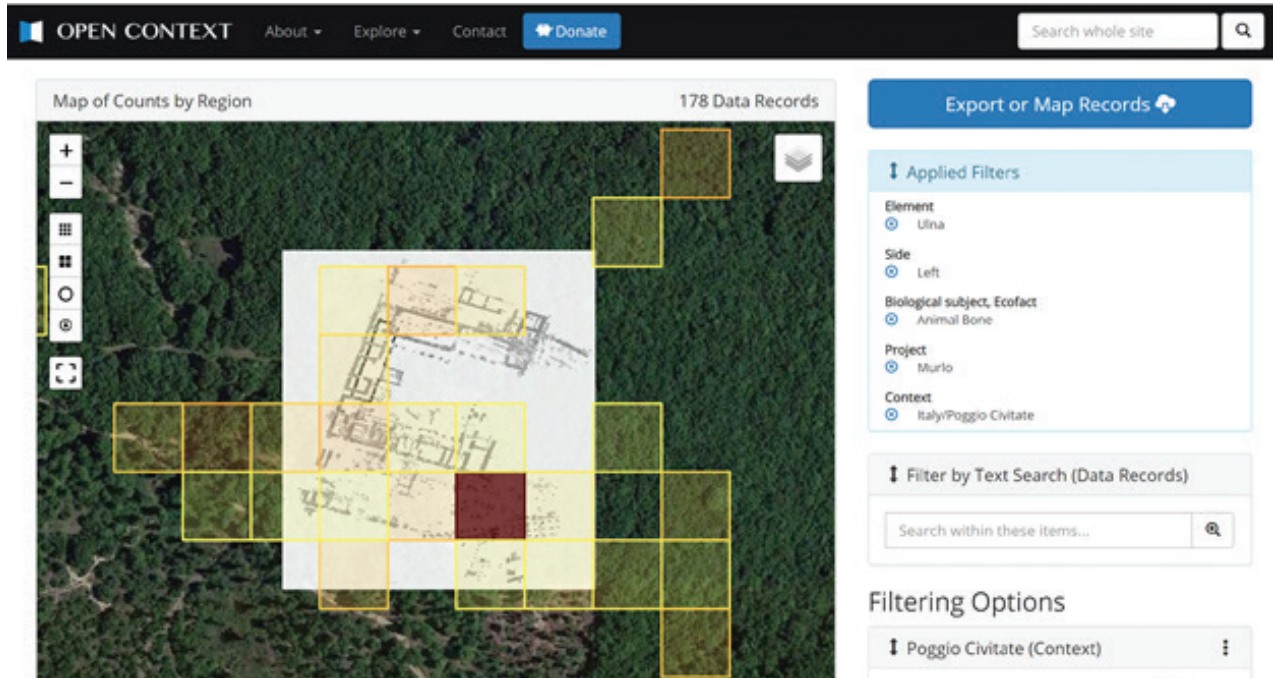 OPEN CONTEXT About Explore Contact Donate Search whole site
Map of Counts by Region 178 Data Records
+
−
Export or Map Records
Applied Filters
Element
Ulna
Side
Left
Biological subject, Ecofact
Animal Bone
Project
Murlo
Context
Italy/Poggio Civitate
Filter by Text Search (Data Records)
Search within these items...
Filtering Options
Poggio Civitate (Context)